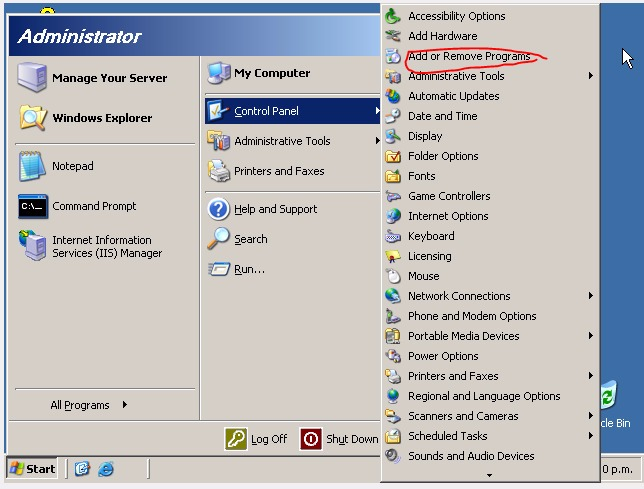 Administrator
Manage Your Server
Windows Explorer
Notepad
Command Prompt
Internet Information
Services (IIS) Manager
All Programs
My Computer
Control Panel
Administrative Tools
Printers and Faxes
Help and Support
Search
Run...
Log Off
Shut Down
Accessibility Options
Add Hardware
Add or Remove Programs
Administrative Tools
Automatic Updates
Date and Time
Display
Folder Options
Fonts
Game Controllers
Internet Options
Keyboard
Licensing
Mouse
Network Connections
Phone and Modem Options
Portable Media Devices
Power Options
Printers and Faxes
Regional and Language Options
Scanners and Cameras
Scheduled Tasks
Sounds and Audio Devices
cle Bin
Start
0 p.m.
C:\_